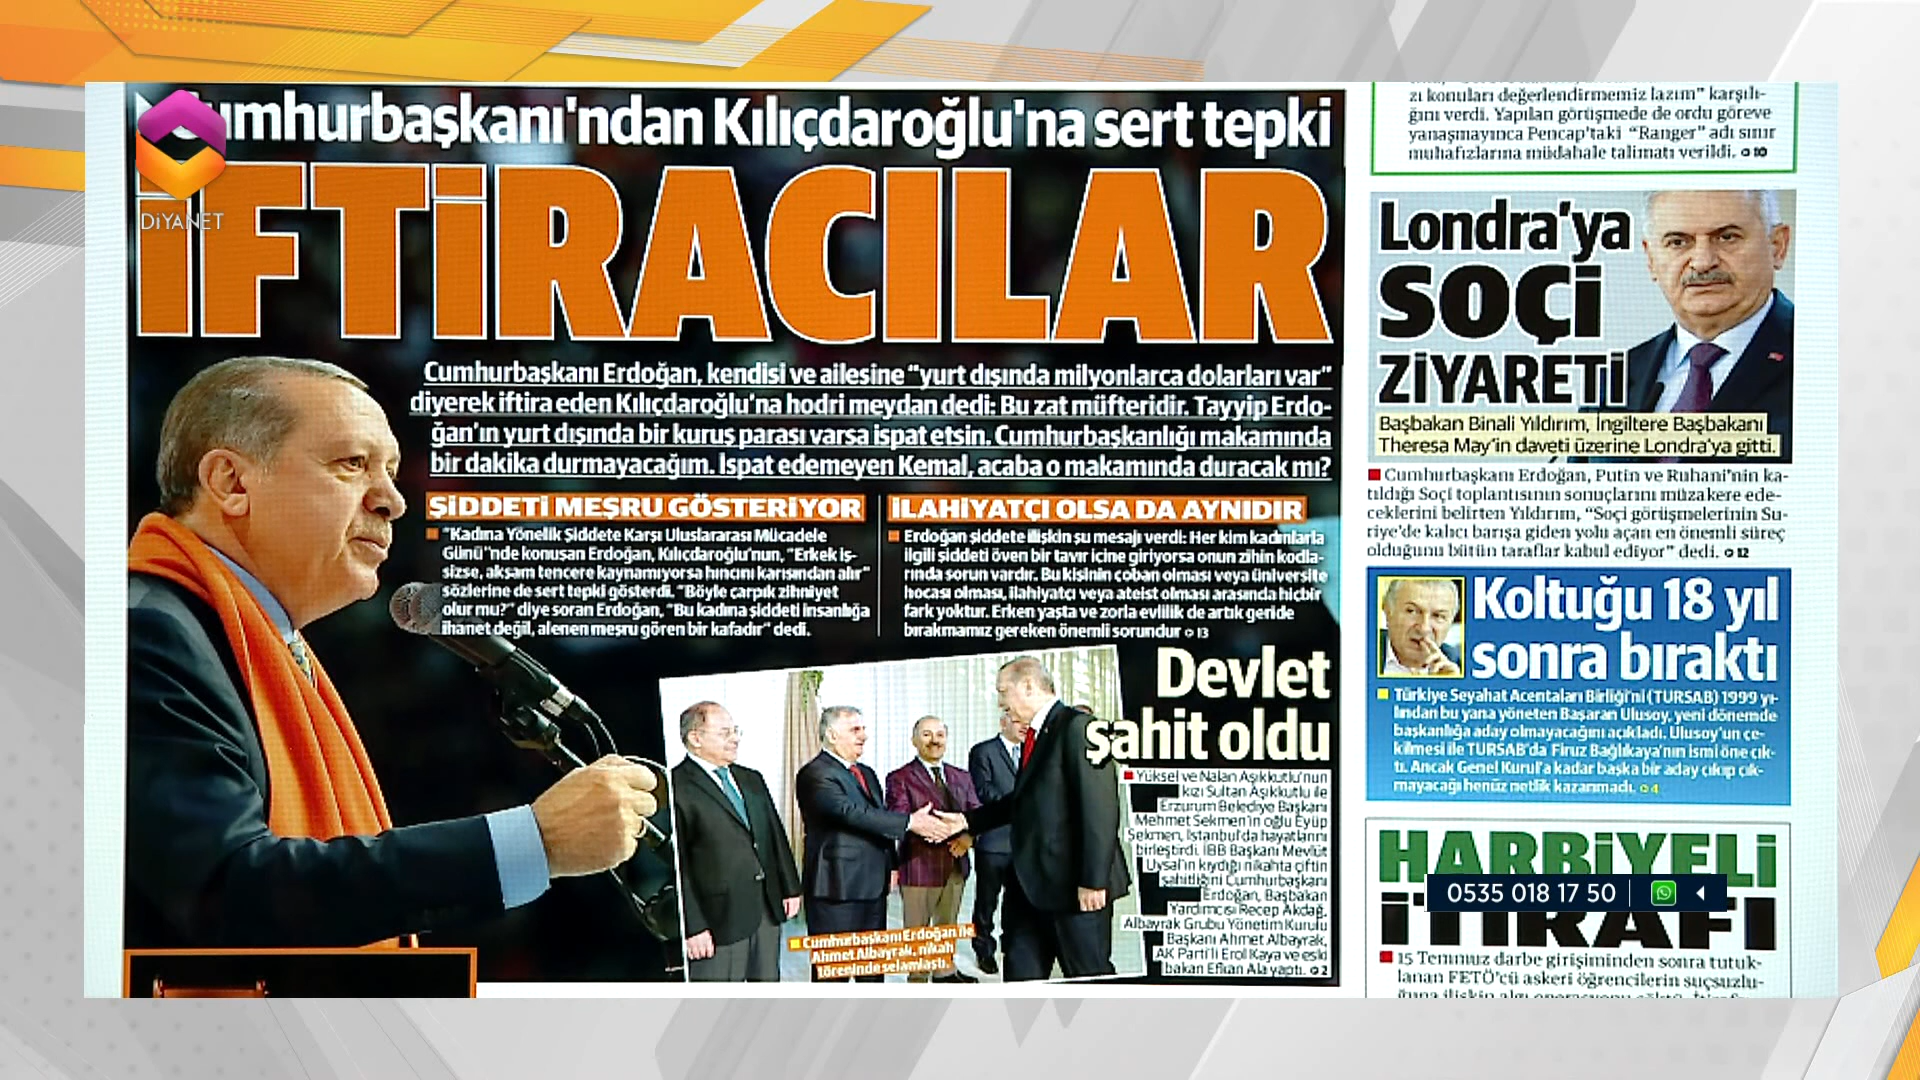 DİYANET
Cumhurbaşkanı'ndan Kılıçdaroğlu'na sert tepki
İFTİRACILAR
Cumhurbaşkanı Erdoğan, kendisi ve ailesine “yurt dışında milyonlarca dolarları var”
diyerek iftira eden Kılıçdaroğlu'na hodri meydan dedi: Bu zat müfteridir. Tayyip Erdo-
ğan'ın yurt dışında bir kuruş parası varsa ispat etsin. Cumhurbaşkanlığı makamında
bir dakika durmayacağım. İspat edemeyen Kemal, acaba o makamında duracak mı?
ŞİDDETİ MEŞRU GÖSTERİYOR
"Kadına Yönelik Şiddete Karşı Uluslararası Mücadele
Günü"nde konuşan Erdoğan, Kılıçdaroğlu'nun, "Erkek iş-
sizse, akşam tencere kaynamıyorsa hıncını karısından alır"
sözlerine de sert tepki gösterdi. "Böyle çarpık zihniyet
olur mu?" diye soran Erdoğan, "Bu kadına şiddeti insanlığa
ihanet değil, alenen meşru gören bir kafadır" dedi.
İLAHİYATÇI OLSA DA AYNIDIR
Erdoğan şiddete ilişkin şu mesajı verdi: Her kim kadınlarla
ilgili şiddeti öven bir tavır içine giriyorsa onun zihin kodla-
rında sorun vardır. Bu kişinin çoban olması veya üniversite
hocası olması, ilahiyatçı veya ateist olması arasında hiçbir
fark yoktur. Erken yaşta ve zorla evlilik de artık geride
bırakmamız gereken önemli sorundur 13
Devlet
şahit oldu
Yüksel ve Nalan Aşıkkutlu'nun
kızı Sultan Aşıkkutlu ile
Erzurum Belediye Başkanı
Mehmet Sekmen'in oğlu Eyüp
Sekmen, İstanbul'da hayatlarını
birleştirdi. İBB Başkanı Mevlüt
Uysal'ın kıydığı nikahta çiftin
şahitliğini Cumhurbaşkanı
Erdoğan, Başbakan
Yardımcısı Recep Akdağ,
Albayrak Grubu Yönetim Kurulu
Başkanı Ahmet Albayrak,
AK Parti'li Erol Kaya ve eski
bakan Efkan Ala yaptı. 2
Cumhurbaşkanı Erdoğan ile
Ahmet Albayrak, nikah
töreninde selamlaştı.
zı konuları değerlendirmemiz lazım” karşılı-
ğını verdi. Yapılan görüşmede de ordu göreve
yanaşmayınca Pencap'taki “Ranger” adı sınır
muhafızlarına müdahale talimatı verildi. 10
Londra'ya
SOÇİ
ZİYARETİ
Başbakan Binali Yıldırım, İngiltere Başbakanı
Theresa May'in daveti üzerine Londra'ya gitti.
Cumhurbaşkanı Erdoğan, Putin ve Ruhani'nin ka-
tıldığı Soçi toplantısının sonuçlarını müzakere ede-
ceklerini belirten Yıldırım, “Soçi görüşmelerinin Su-
riye'de kalıcı barışa giden yolu açan en önemli süreç
olduğunu bütün taraflar kabul ediyor” dedi. 12
Koltuğu 18 yıl
sonra bıraktı
Türkiye Seyahat Acentaları Birliği'ni (TURSAB) 1999 yı-
lından bu yana yöneten Başaran Ulusoy, yeni dönemde
başkanlığa aday olmayacağını açıkladı. Ulusoy'un çe-
kilmesi ile TURSAB'da Firuz Bağlıkaya'nın ismi öne çık-
tı. Ancak Genel Kurul'a kadar başka bir aday çıkıp çık-
mayacağı henüz netlik kazanmadı. 4
HARBİYELİ
0535 018 17 50
İTİRAFI
15 Temmuz darbe girişiminden sonra tutuk-
lanan FETÖ'cü askeri öğrencilerin suçsuzlu-